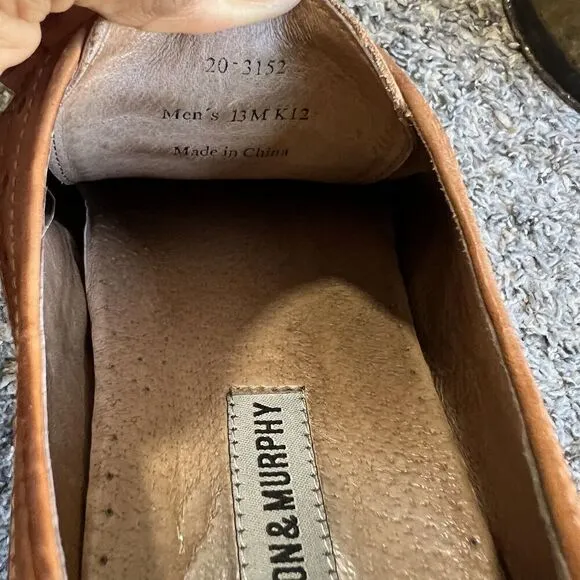 20-3152
Men's 13M K12
Made in China
ON & MURPHY